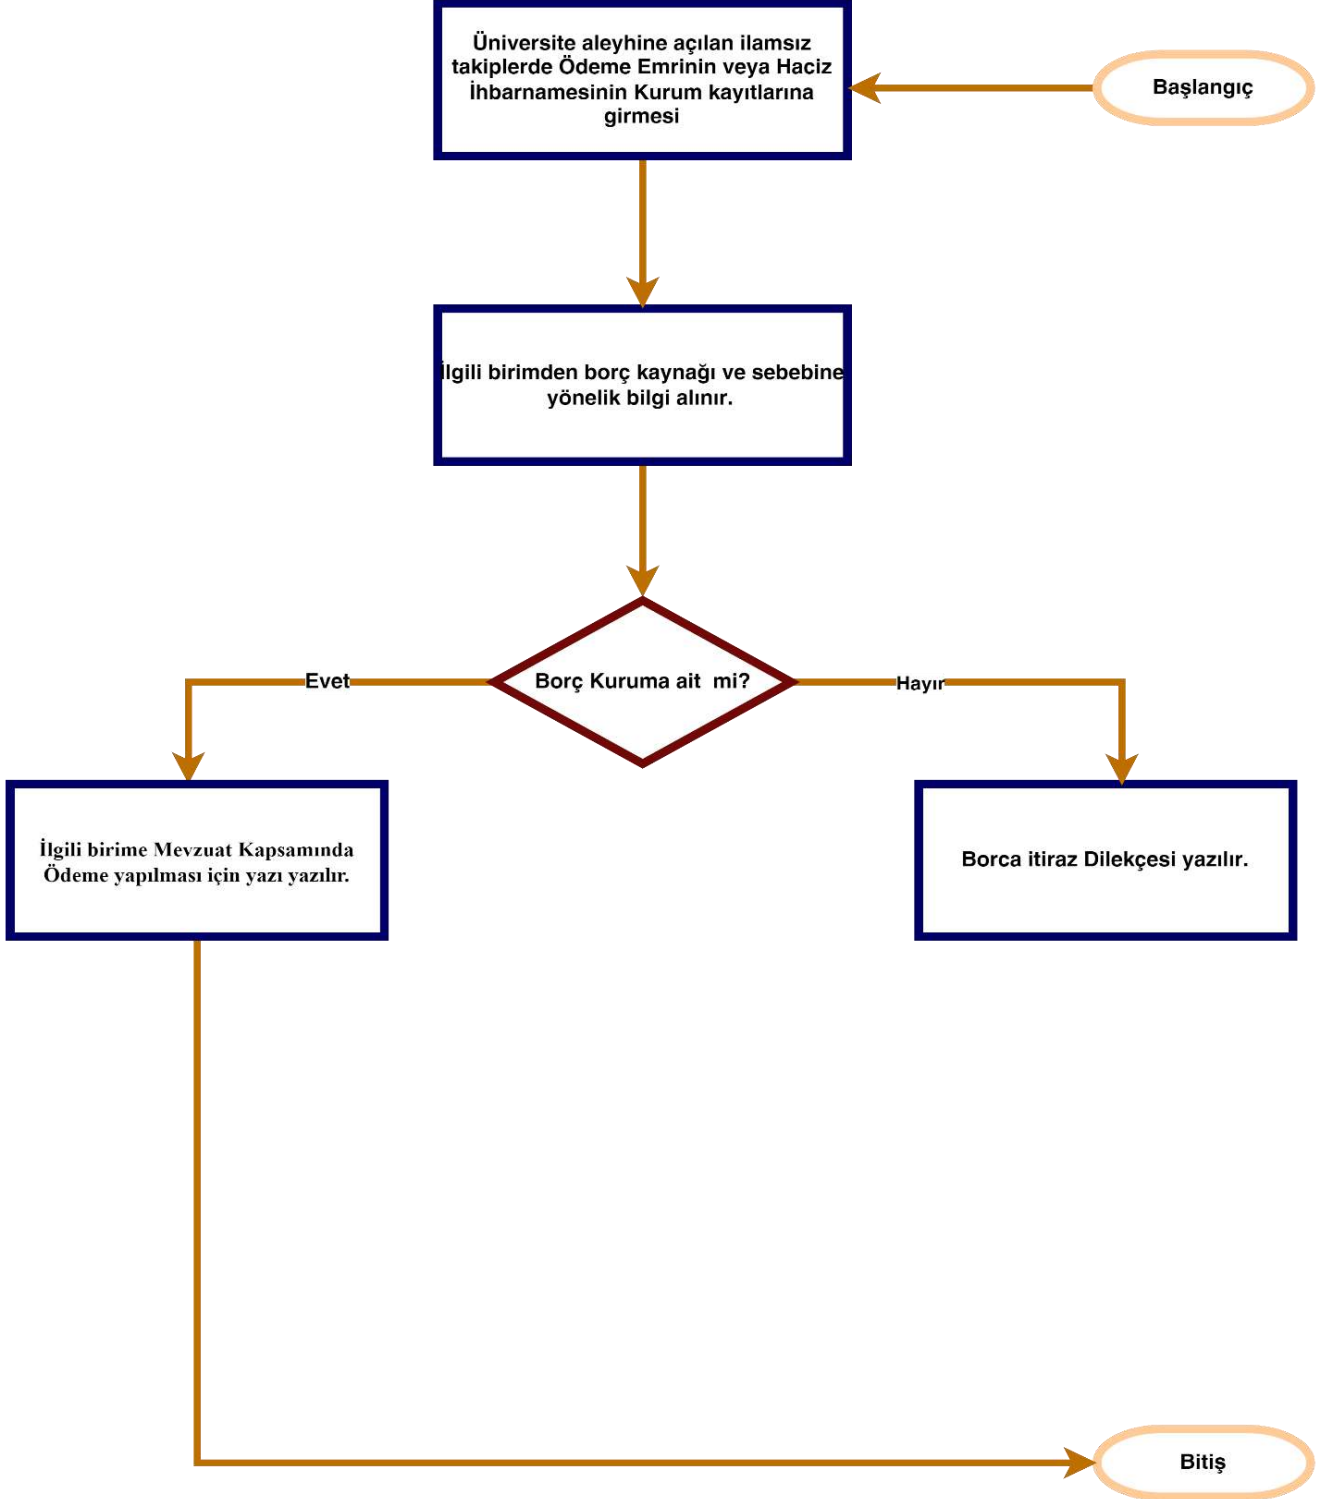 Başlangıç
Üniversite aleyhine açılan ilamsız
takiplerde Ödeme Emrinin veya Haciz
İhbarnamesinin Kurum kayıtlarına
girmesi
İlgili birimden borç kaynağı ve sebebine
yönelik bilgi alınır.
Borç Kuruma ait mi?
Evet
Hayır
İlgili birime Mevzuat Kapsamında
Ödeme yapılması için yazı yazılır.
Borca itiraz Dilekçesi yazılır.
Bitiş